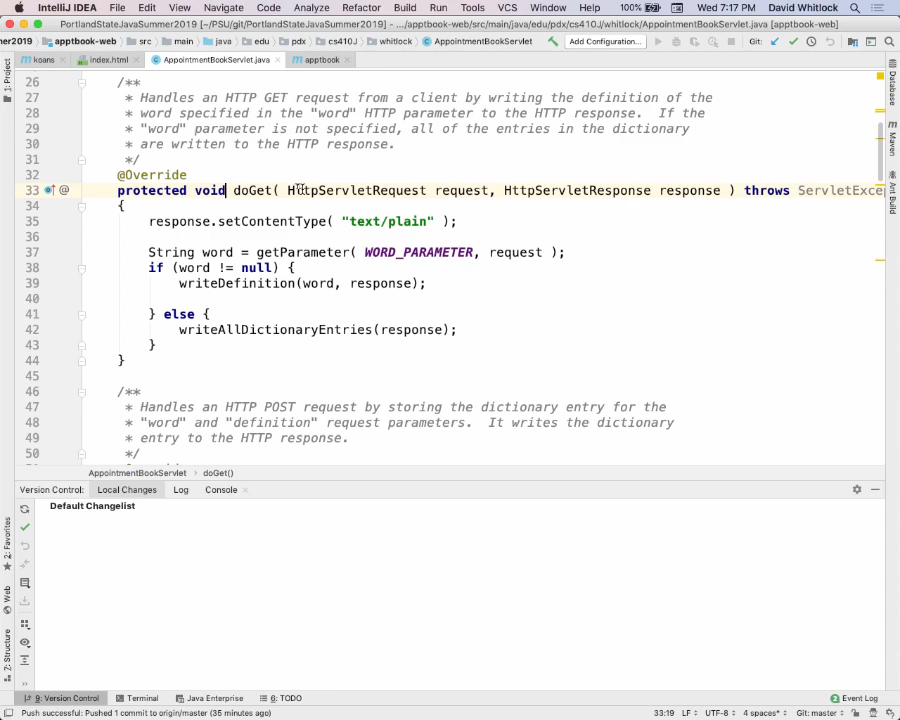 IntelliJ IDEA File Edit View Navigate Code Analyze Refactor Build Run Tools VCS Window Help 100% Wed 7:17 PM David Whitlock
PortlandStateJavaSummer2019 [~/PSU/git/PortlandStateJavaSummer2019] - .../apptbook-web/src/main/java/edu/pdx/cs410J/whitlock/AppointmentBookServlet.java [apptbook-web]
ner2019 apptbook-web src main java edu pdx cs410J whitlock AppointmentBookServlet Add Configuration... Git:
koans index.html AppointmentBookServlet.java apptbook
26 /**
27 * Handles an HTTP GET request from a client by writing the definition of the
28 * word specified in the "word" HTTP parameter to the HTTP response. If the
29 * "word" parameter is not specified, all of the entries in the dictionary
30 * are written to the HTTP response.
31 */
32 @Override
33 @ protected void doGet( HttpServletRequest request, HttpServletResponse response ) throws ServletExce
34 {
35 response.setContentType( "text/plain" );
36
37 String word = getParameter( WORD_PARAMETER, request );
38 if (word != null) {
39 writeDefinition(word, response);
40
41 } else {
42 writeAllDictionaryEntries(response);
43 }
44 }
45
46 /**
47 * Handles an HTTP POST request by storing the dictionary entry for the
48 * "word" and "definition" request parameters. It writes the dictionary
49 * entry to the HTTP response.
50 */
AppointmentBookServlet doGet()
Version Control: Local Changes Log Console
Default Changelist
1: Project
2: Favorites
Web
7: Structure
Database
Maven
Ant Build
9: Version Control Terminal Java Enterprise 6: TODO 2 Event Log
Push successful: Pushed 1 commit to origin/master (35 minutes ago) 33:19 LF UTF-8 4 spaces* Git: master